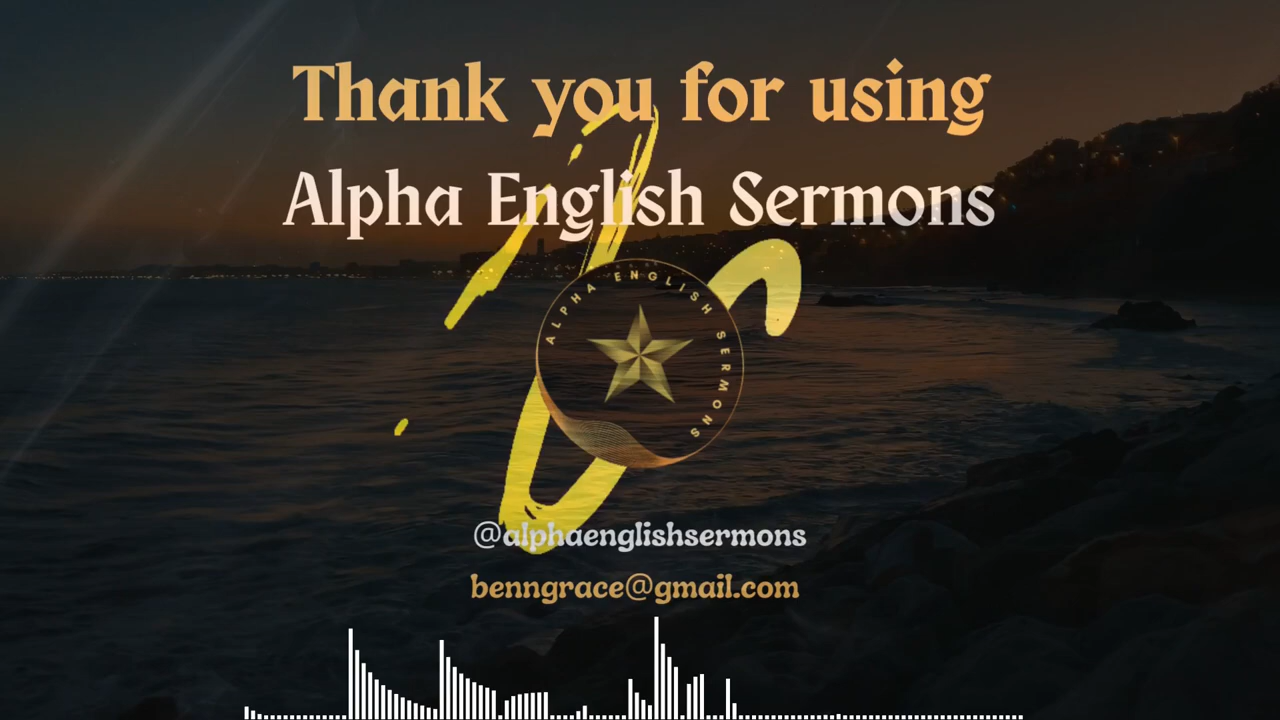 Thank you for using
Alpha English Sermons
ALPHA ENGLISH SERMONS
@alphaenglishsermons
benngrace@gmail.com